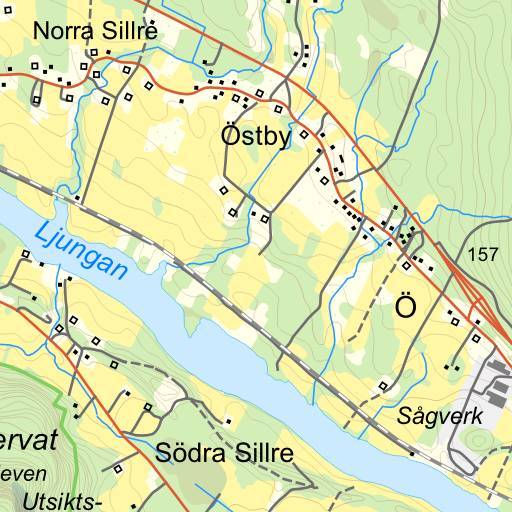 Norra Sillre
Östby
Ljungan
157
Ö
Sågverk
ervat
Södra Sillre
even
Utsikts-